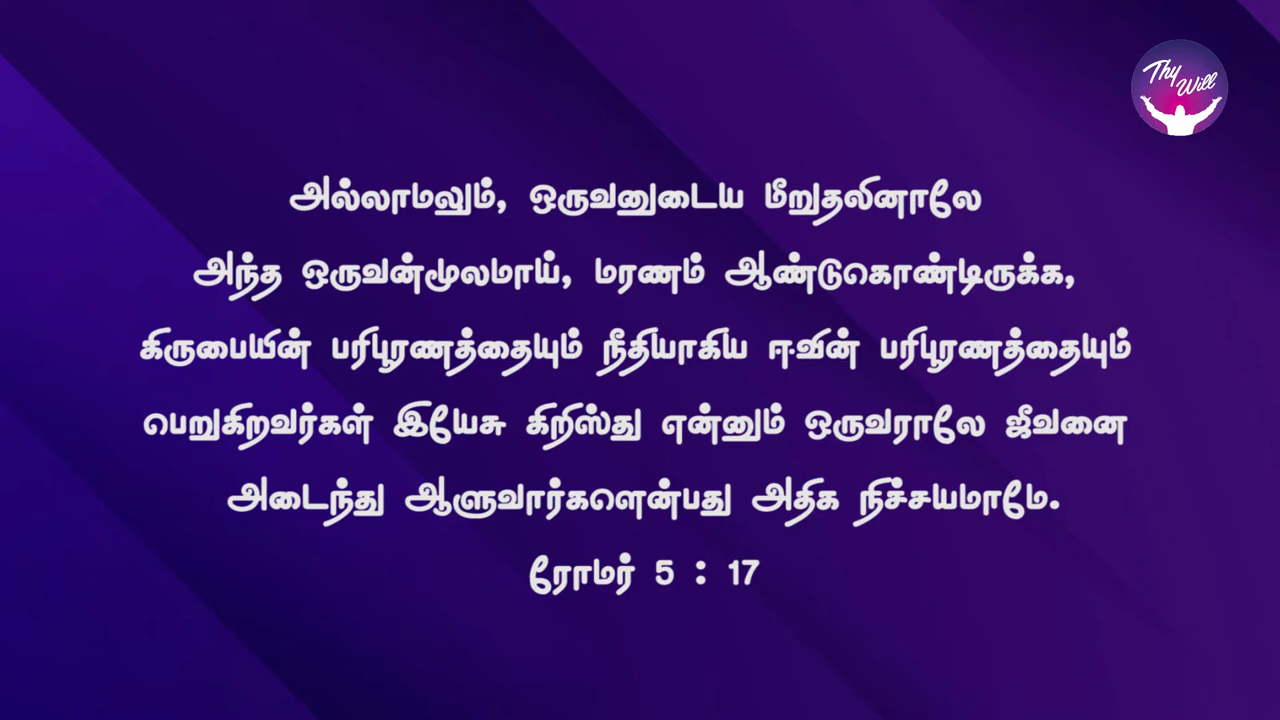 Thy
Will
அல்லாமலும், ஒருவனுடைய மீறுதலினாலே
அந்த ஒருவன்மூலமாய், மரணம் ஆண்டுகொண்டிருக்க,
கிருபையின் பரிபூரணத்தையும் நீதியாகிய ஈவின் பரிபூரணத்தையும்
பெறுகிறவர்கள் இயேசு கிறிஸ்து என்னும் ஒருவராலே ஜீவனை
அடைந்து ஆளுவார்களென்பது அதிக நிச்சயமாமே.
ரோமர் 5 : 17